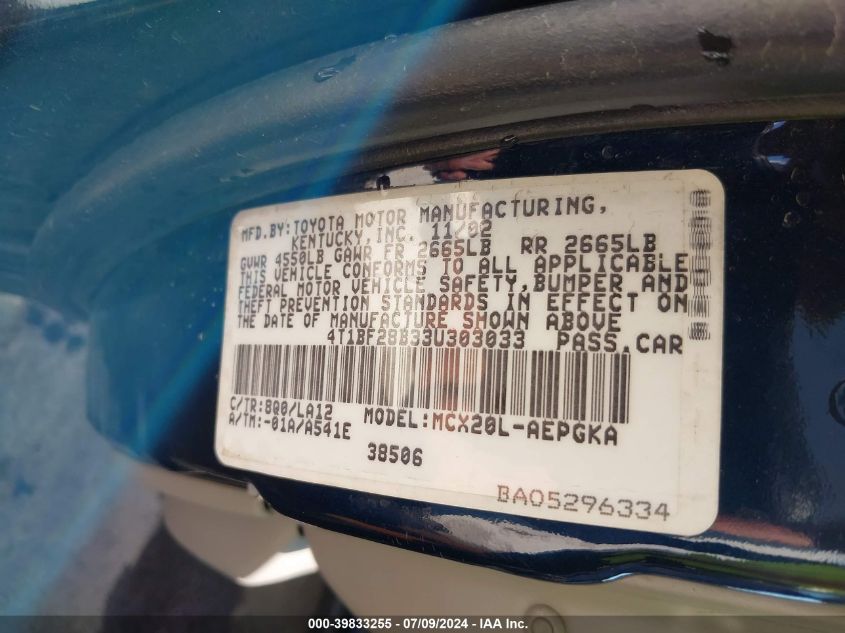 MFD.BY:TOYOTA MOTOR MANUFACTURING,
KENTUCKY,INC. 11/02
GVWR 4550LB GAWR FR 2665LB RR 2665LB
THIS VEHICLE CONFORMS TO ALL APPLICABLE
FEDERAL MOTOR VEHICLE SAFETY,BUMPER AND
THEFT PREVENTION STANDARDS IN EFFECT ON
THE DATE OF MANUFACTURE SHOWN ABOVE
4T1BF28B33U303033 PASS.CAR
C/TR:8Q0/LA12 MODEL:MCX20L-AEPGKA
A/TM:-01A/A541E
38506
BA05296334
000-39833255 - 07/09/2024 - IAA Inc.